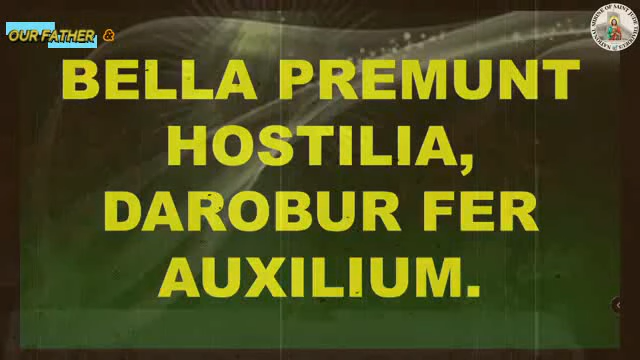 OUR FATHER, &
BELLA PREMUNT
HOSTILIA,
DAROBUR FER
AUXILIUM.